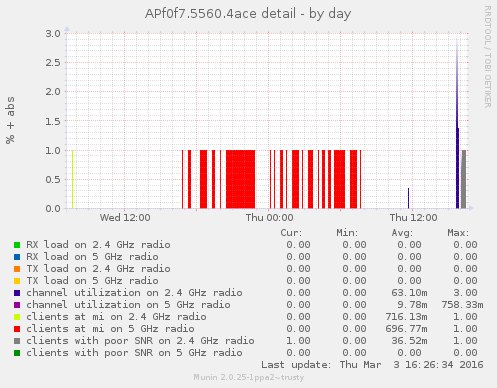 APf0f7.5560.4ace detail - by day
RRDTOOL / TOBI OETIKER
% + abs
3.0
2.5
2.0
1.5
1.0
0.5
0.0
Wed 12:00 Thu 00:00 Thu 12:00
Cur: Min: Avg: Max:
RX load on 2.4 GHz radio 0.00 0.00 0.00 0.00
RX load on 5 GHz radio 0.00 0.00 0.00 0.00
TX load on 2.4 GHz radio 0.00 0.00 0.00 0.00
TX load on 5 GHz radio 0.00 0.00 0.00 0.00
channel utilization on 2.4 GHz radio 0.00 0.00 63.10m 3.00
channel utilization on 5 GHz radio 0.00 0.00 9.78m 758.33m
clients at mi on 2.4 GHz radio 0.00 0.00 716.13m 1.00
clients at mi on 5 GHz radio 0.00 0.00 696.77m 1.00
clients with poor SNR on 2.4 GHz radio 1.00 0.00 36.52m 1.00
clients with poor SNR on 5 GHz radio 0.00 0.00 0.00 0.00
Last update: Thu Mar 3 16:26:34 2016
Munin 2.0.25-1ppa2~trusty